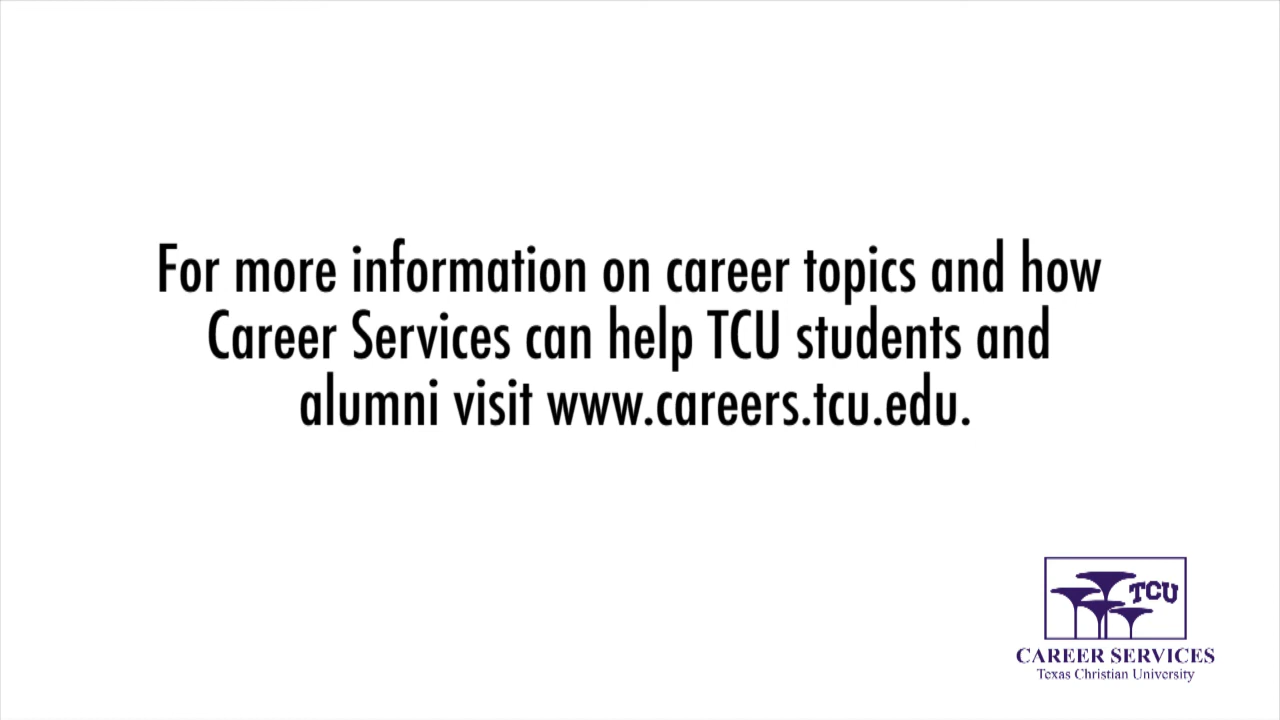 For more information on career topics and how
Career Services can help TCU students and
alumni visit www.careers.tcu.edu.
TCU
CAREER SERVICES
Texas Christian University